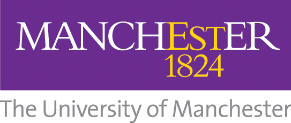 MANCHESTER
1824
The University of Manchester